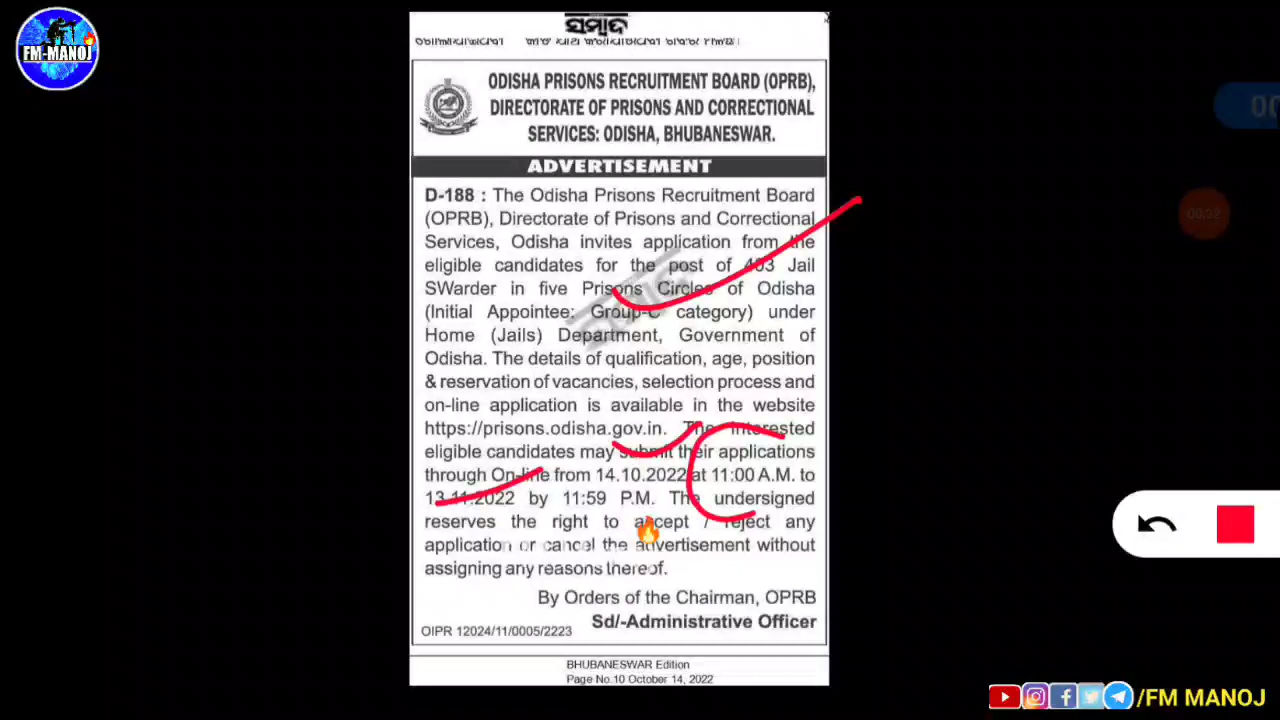 FM-MANOJ
ସମ୍ବାଦ
ODISHA PRISONS RECRUITMENT BOARD (OPRB),
DIRECTORATE OF PRISONS AND CORRECTIONAL
SERVICES: ODISHA, BHUBANESWAR.
ADVERTISEMENT
D-188 : The Odisha Prisons Recruitment Board
(OPRB), Directorate of Prisons and Correctional
Services, Odisha invites application from the
eligible candidates for the post of 403 Jail
SWarder in five Prisons Circles of Odisha
(Initial Appointee: Group-C category) under
Home (Jails) Department, Government of
Odisha. The details of qualification, age, position
& reservation of vacancies, selection process and
on-line application is available in the website
https://prisons.odisha.gov.in. The interested
eligible candidates may submit their applications
through On-line from 14.10.2022 at 11:00 A.M. to
13.11.2022 by 11:59 P.M. The undersigned
reserves the right to accept / reject any
application or cancel the advertisement without
assigning any reasons thereof.
By Orders of the Chairman, OPRB
Sd/-Administrative Officer
OIPR 12024/11/0005/2223
BHUBANESWAR Edition
Page No.10 October 14, 2022
/FM MANOJ